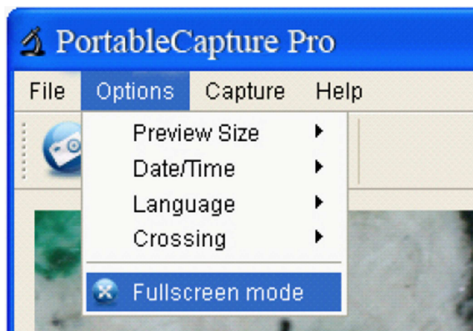 PortableCapture Pro
File Options Capture Help
Preview Size
Date/Time
Language
Crossing
Fullscreen mode